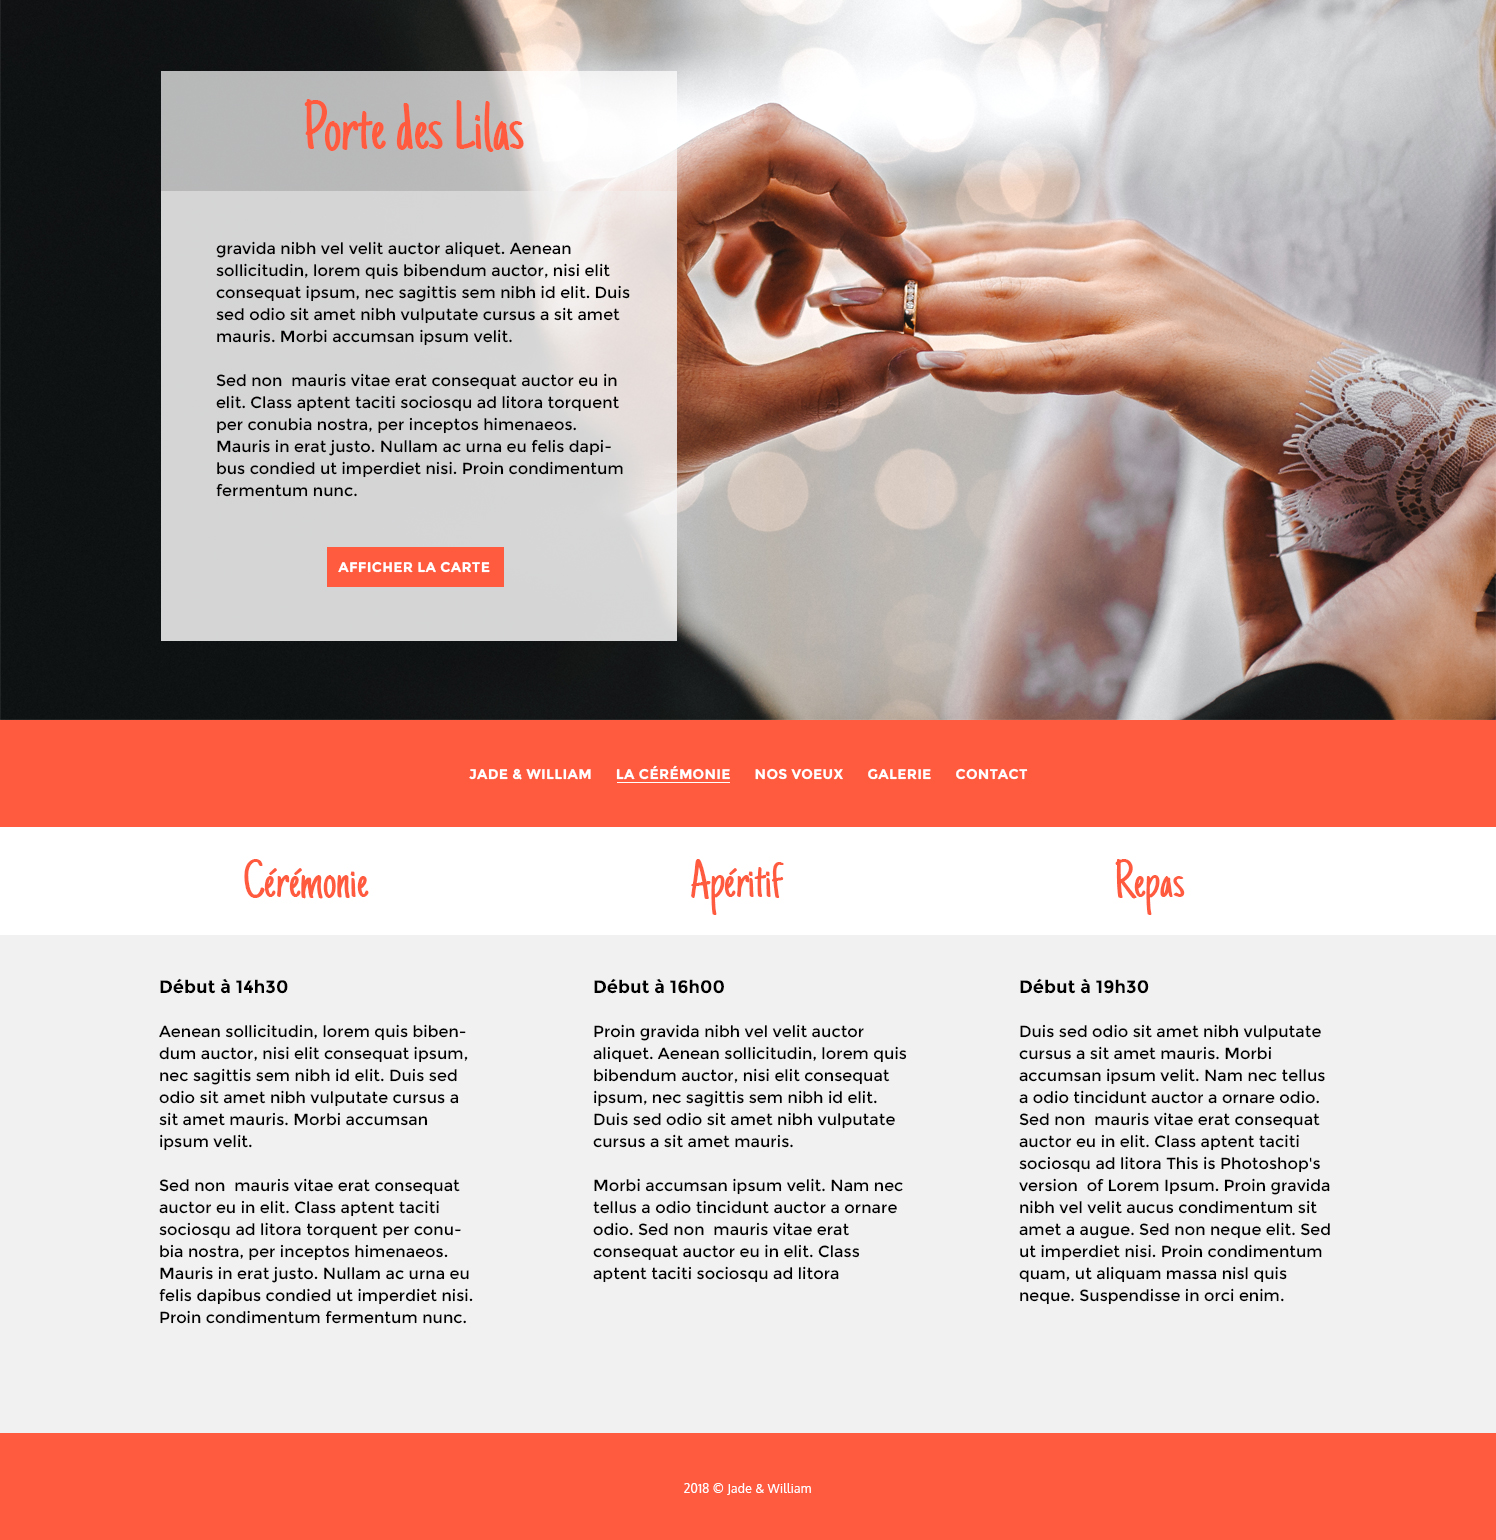 Porte des Lilas
gravida nibh vel velit auctor aliquet. Aenean
sollicitudin, lorem quis bibendum auctor, nisi elit
consequat ipsum, nec sagittis sem nibh id elit. Duis
sed odio sit amet nibh vulputate cursus a sit amet
mauris. Morbi accumsan ipsum velit.
Sed non  mauris vitae erat consequat auctor eu in
elit. Class aptent taciti sociosqu ad litora torquent
per conubia nostra, per inceptos himenaeos.
Mauris in erat justo. Nullam ac urna eu felis dapi-
bus condied ut imperdiet nisi. Proin condimentum
fermentum nunc.
AFFICHER LA CARTE
JADE & WILLIAM LA CÉRÉMONIE NOS VOEUX GALERIE CONTACT
Cérémonie
Apéritif
Repas
Début à 14h30
Aenean sollicitudin, lorem quis biben-
dum auctor, nisi elit consequat ipsum,
nec sagittis sem nibh id elit. Duis sed
odio sit amet nibh vulputate cursus a
sit amet mauris. Morbi accumsan
ipsum velit.
Sed non  mauris vitae erat consequat
auctor eu in elit. Class aptent taciti
sociosqu ad litora torquent per conu-
bia nostra, per inceptos himenaeos.
Mauris in erat justo. Nullam ac urna eu
felis dapibus condied ut imperdiet nisi.
Proin condimentum fermentum nunc.
Début à 16h00
Proin gravida nibh vel velit auctor
aliquet. Aenean sollicitudin, lorem quis
bibendum auctor, nisi elit consequat
ipsum, nec sagittis sem nibh id elit.
Duis sed odio sit amet nibh vulputate
cursus a sit amet mauris.
Morbi accumsan ipsum velit. Nam nec
tellus a odio tincidunt auctor a ornare
odio. Sed non  mauris vitae erat
consequat auctor eu in elit. Class
aptent taciti sociosqu ad litora
Début à 19h30
Duis sed odio sit amet nibh vulputate
cursus a sit amet mauris. Morbi
accumsan ipsum velit. Nam nec tellus
a odio tincidunt auctor a ornare odio.
Sed non  mauris vitae erat consequat
auctor eu in elit. Class aptent taciti
sociosqu ad litora This is Photoshop's
version  of Lorem Ipsum. Proin gravida
nibh vel velit aucus condimentum sit
amet a augue. Sed non neque elit. Sed
ut imperdiet nisi. Proin condimentum
quam, ut aliquam massa nisl quis
neque. Suspendisse in orci enim.
2018 © Jade & William